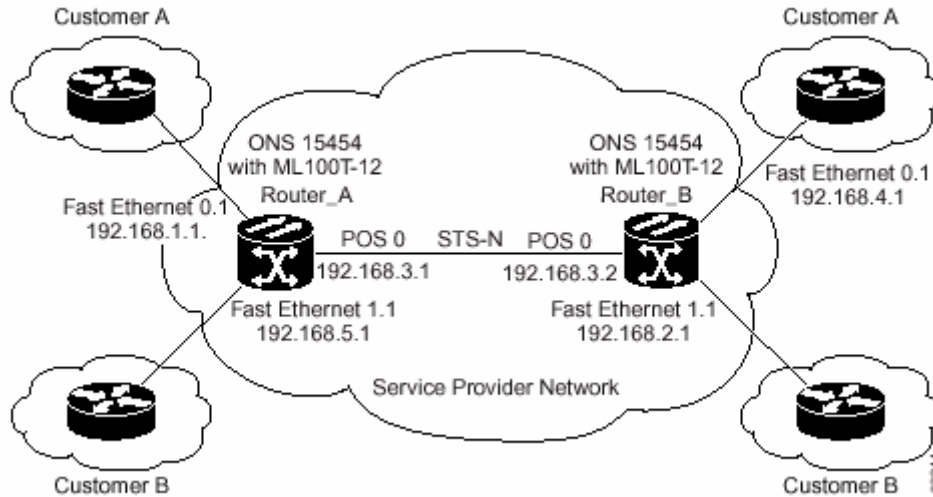 Customer A
Customer A
ONS 15454
with ML100T-12
Router_A
ONS 15454
with ML100T-12
Router_B
Fast Ethernet 0.1
192.168.1.1.
Fast Ethernet 0.1
192.168.4.1
POS 0
STS-N
POS 0
192.168.3.1
192.168.3.2
Fast Ethernet 1.1
192.168.5.1
Fast Ethernet 1.1
192.168.2.1
Service Provider Network
Customer B
Customer B